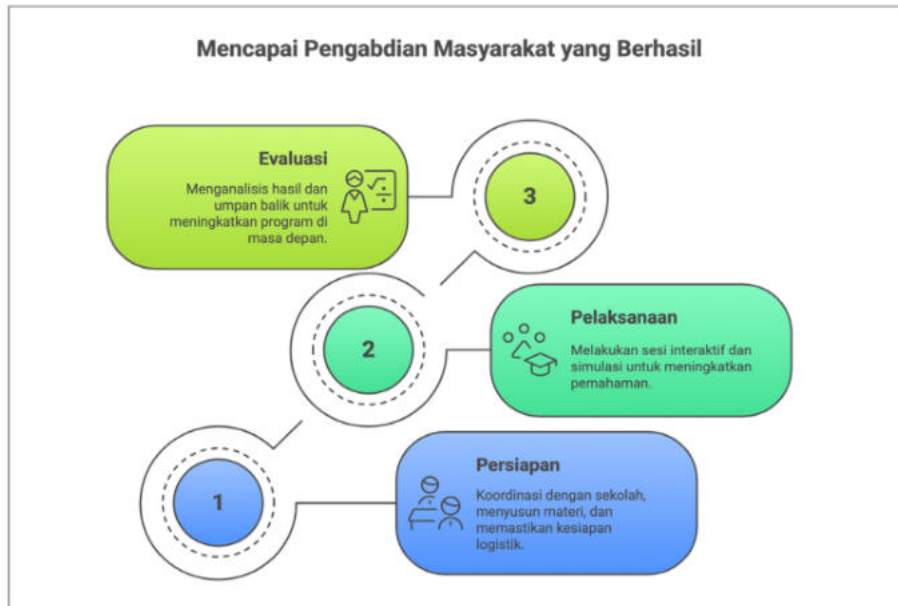 Mencapai Pengabdian Masyarakat yang Berhasil
Evaluasi
Menganalisis hasil dan
umpan balik untuk
meningkatkan program di
masa depan.
3
2
Pelaksanaan
Melakukan sesi interaktif dan
simulasi untuk meningkatkan
pemahaman.
1
Persiapan
Koordinasi dengan sekolah,
menyusun materi, dan
memastikan kesiapan
logistik.